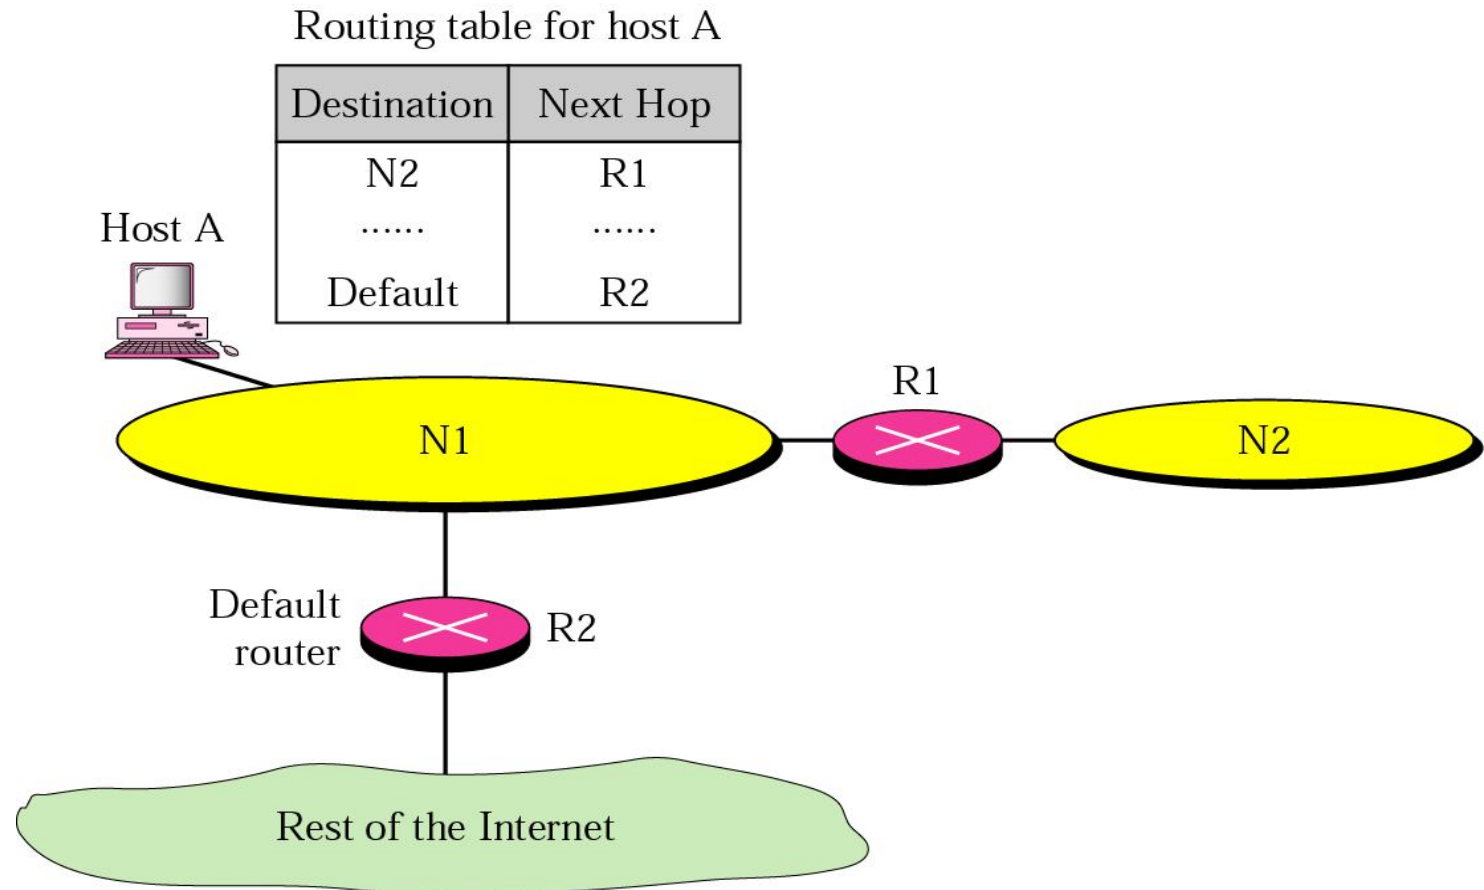 Routing table for host A
Destination Next Hop
N2 R1
...... ......
Default R2
Host A
R1
N1
N2
Default
router
R2
Rest of the Internet